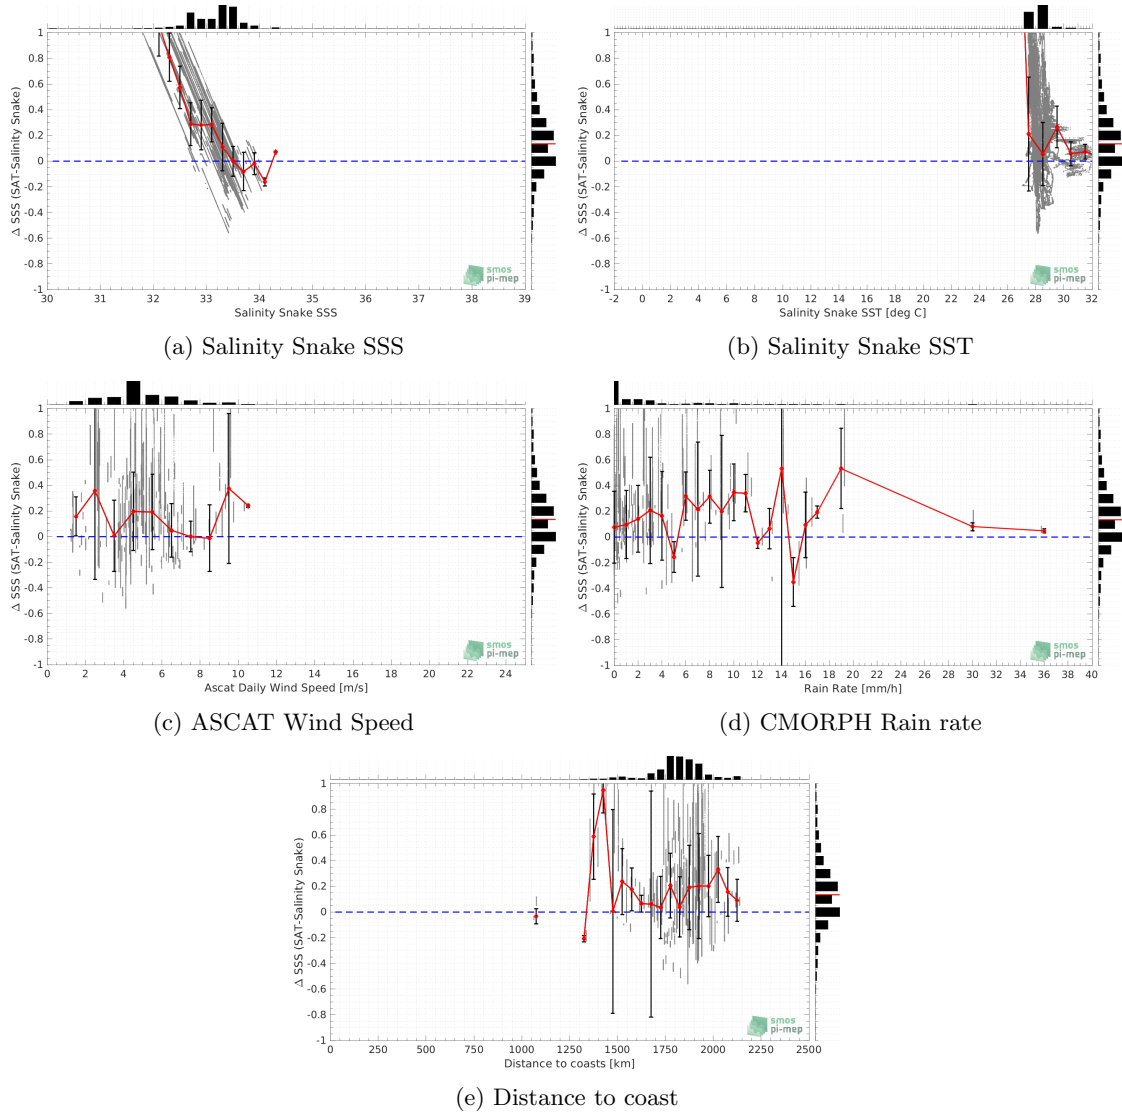 1
0.8
0.6
0.4
0.2
0
-0.2
-0.4
-0.6
-0.8
-1
Δ SSS (SAT-Salinity Snake)
30 31 32 33 34 35 36 37 38 39
Salinity Snake SSS
smos
pi-mep
(a) Salinity Snake SSS
1
0.8
0.6
0.4
0.2
0
-0.2
-0.4
-0.6
-0.8
-1
Δ SSS (SAT-Salinity Snake)
-2 0 2 4 6 8 10 12 14 16 18 20 22 24 26 28 30 32
Salinity Snake SST [deg C]
smos
pi-mep
(b) Salinity Snake SST
1
0.8
0.6
0.4
0.2
0
-0.2
-0.4
-0.6
-0.8
-1
Δ SSS (SAT-Salinity Snake)
0 2 4 6 8 10 12 14 16 18 20 22 24
Ascat Daily Wind Speed [m/s]
smos
pi-mep
(c) ASCAT Wind Speed
1
0.8
0.6
0.4
0.2
0
-0.2
-0.4
-0.6
-0.8
-1
Δ SSS (SAT-Salinity Snake)
0 2 4 6 8 10 12 14 16 18 20 22 24 26 28 30 32 34 36 38 40
Rain Rate [mm/h]
smos
pi-mep
(d) CMORPH Rain rate
1
0.8
0.6
0.4
0.2
0
-0.2
-0.4
-0.6
-0.8
-1
Δ SSS (SAT-Salinity Snake)
0 250 500 750 1000 1250 1500 1750 2000 2250 2500
Distance to coasts [km]
smos
pi-mep
(e) Distance to coast